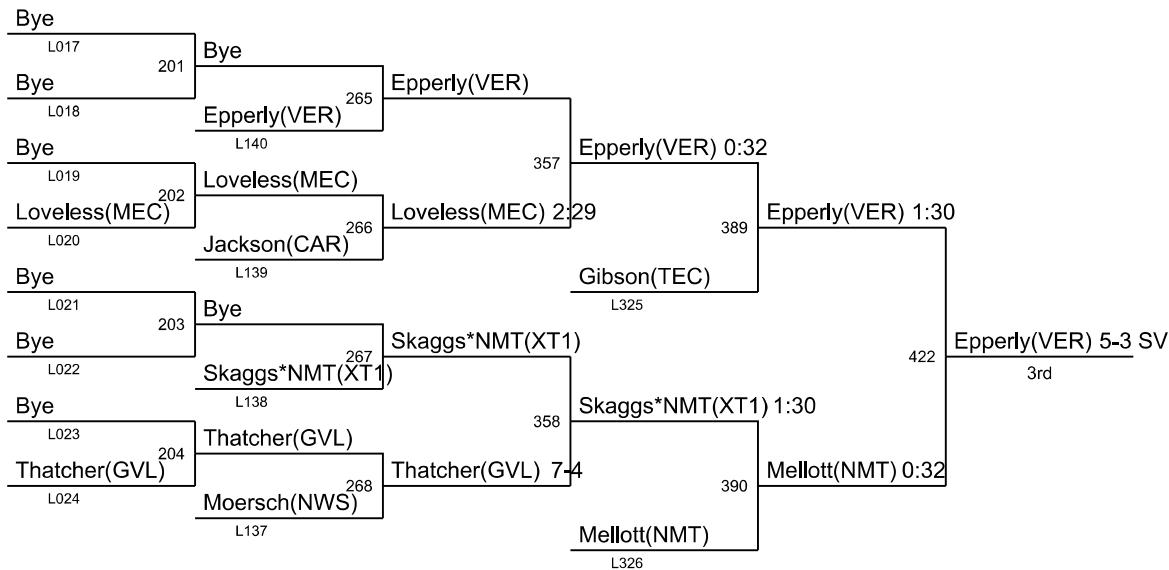 Bye
L017
201
Bye
Bye
L018
265
Epperly(VER)
Epperly(VER)
L140
Bye
L019
202
Loveless(MEC)
357
Epperly(VER) 0:32
Loveless(MEC)
L020
266
Loveless(MEC) 2:29
Jackson(CAR)
L139
389
Epperly(VER) 1:30
Gibson(TEC)
L325
Bye
L021
203
Bye
Bye
L022
267
Skaggs*NMT(XT1)
Skaggs*NMT(XT1)
L138
422
Epperly(VER) 5-3 SV
3rd
Bye
L023
204
Thatcher(GVL)
358
Skaggs*NMT(XT1) 1:30
Thatcher(GVL)
L024
268
Thatcher(GVL) 7-4
Moersch(NWS)
L137
390
Mellott(NMT) 0:32
Mellott(NMT)
L326